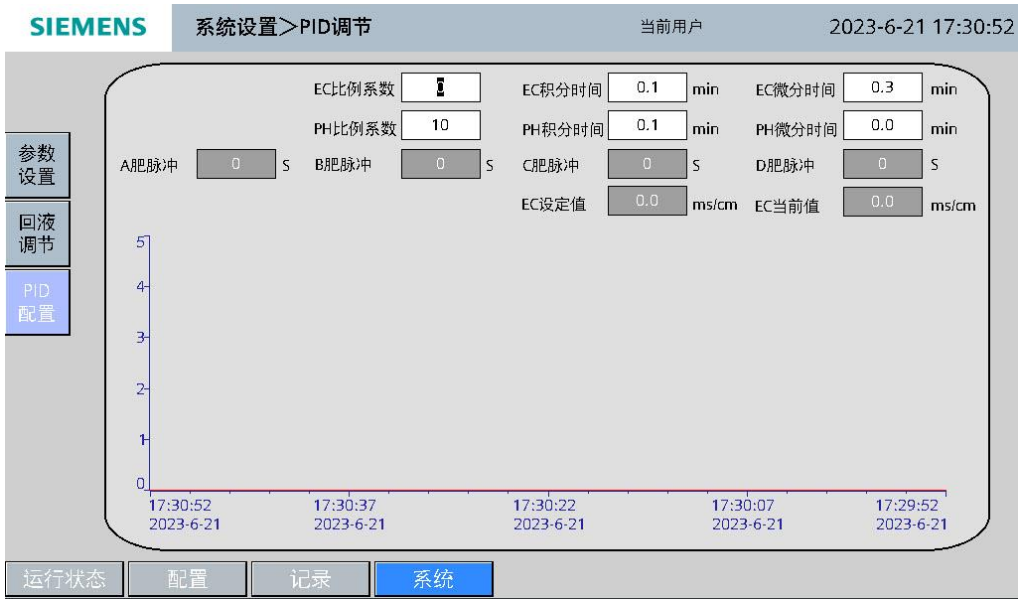 SIEMENS 系统设置＞PID调节 当前用户 2023-6-21 17:30:52
EC比例系数 0 EC积分时间 0.1 min EC微分时间 0.3 min
PH比例系数 10 PH积分时间 0.1 min PH微分时间 0.0 min
A肥脉冲 0 S B肥脉冲 0 S C肥脉冲 0 S D肥脉冲 0 S
EC设定值 0.0 ms/cm EC当前值 0.0 ms/cm
参数
设置
回液
调节
PID
配置
5
4
3
2
1
0
17:30:52 17:30:37 17:30:22 17:30:07 17:29:52
2023-6-21 2023-6-21 2023-6-21 2023-6-21 2023-6-21
运行状态 配置 记录 系统